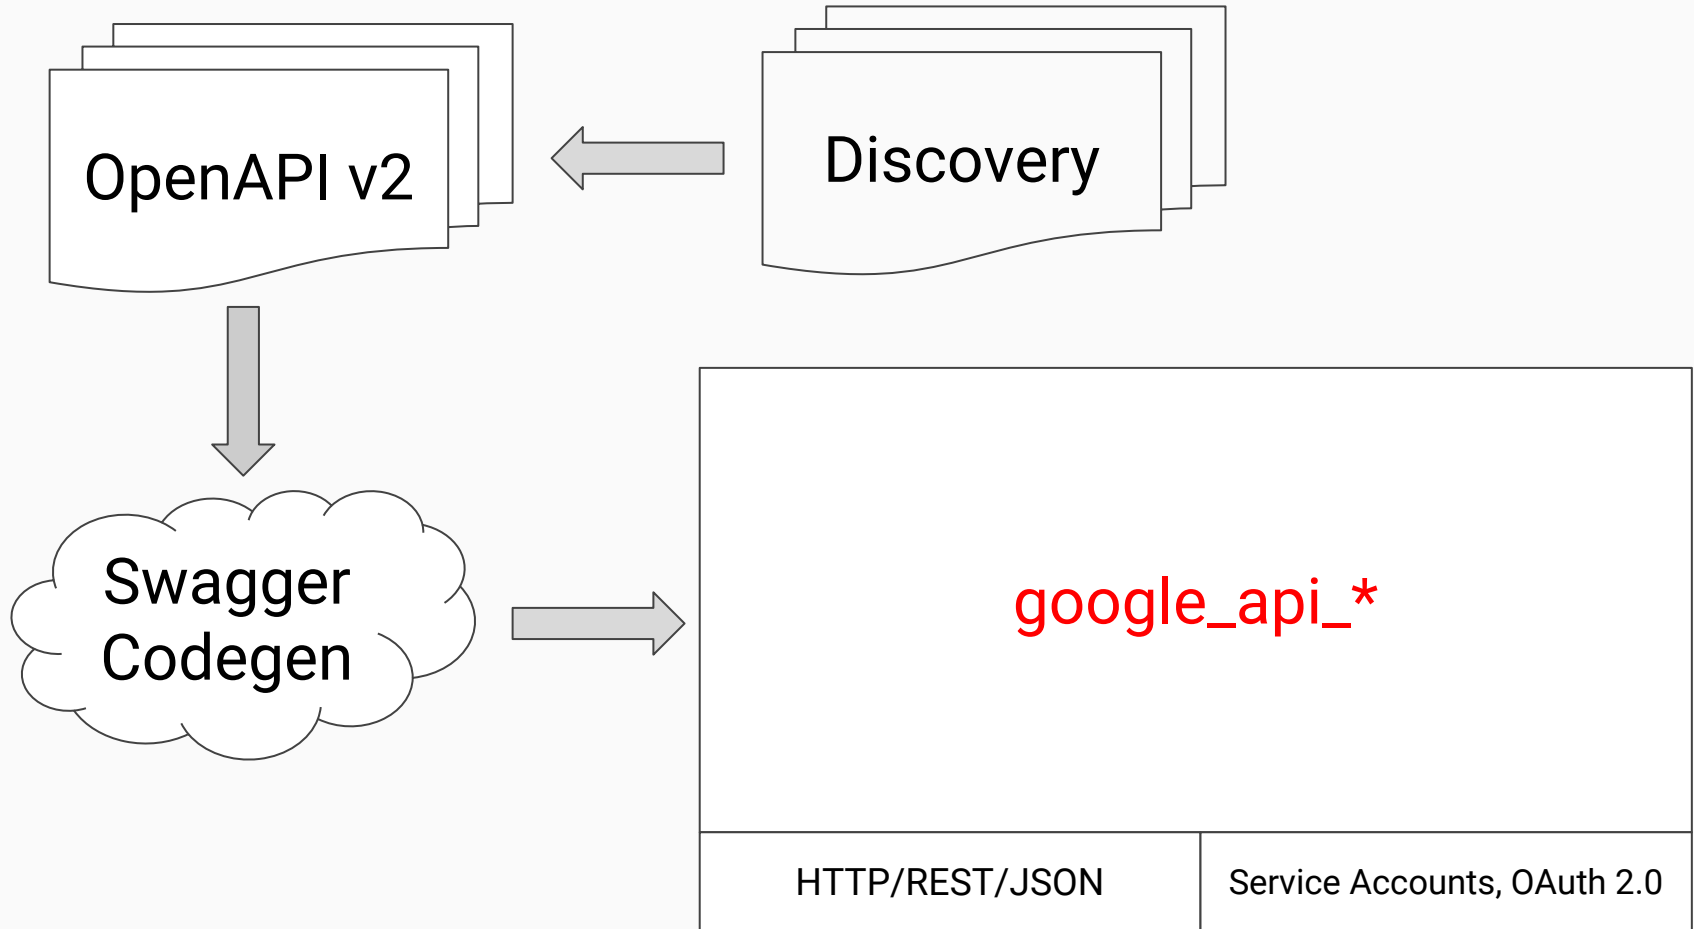 OpenAPI v2
Discovery
Swagger
Codegen
google_api_*
HTTP/REST/JSON
Service Accounts, OAuth 2.0